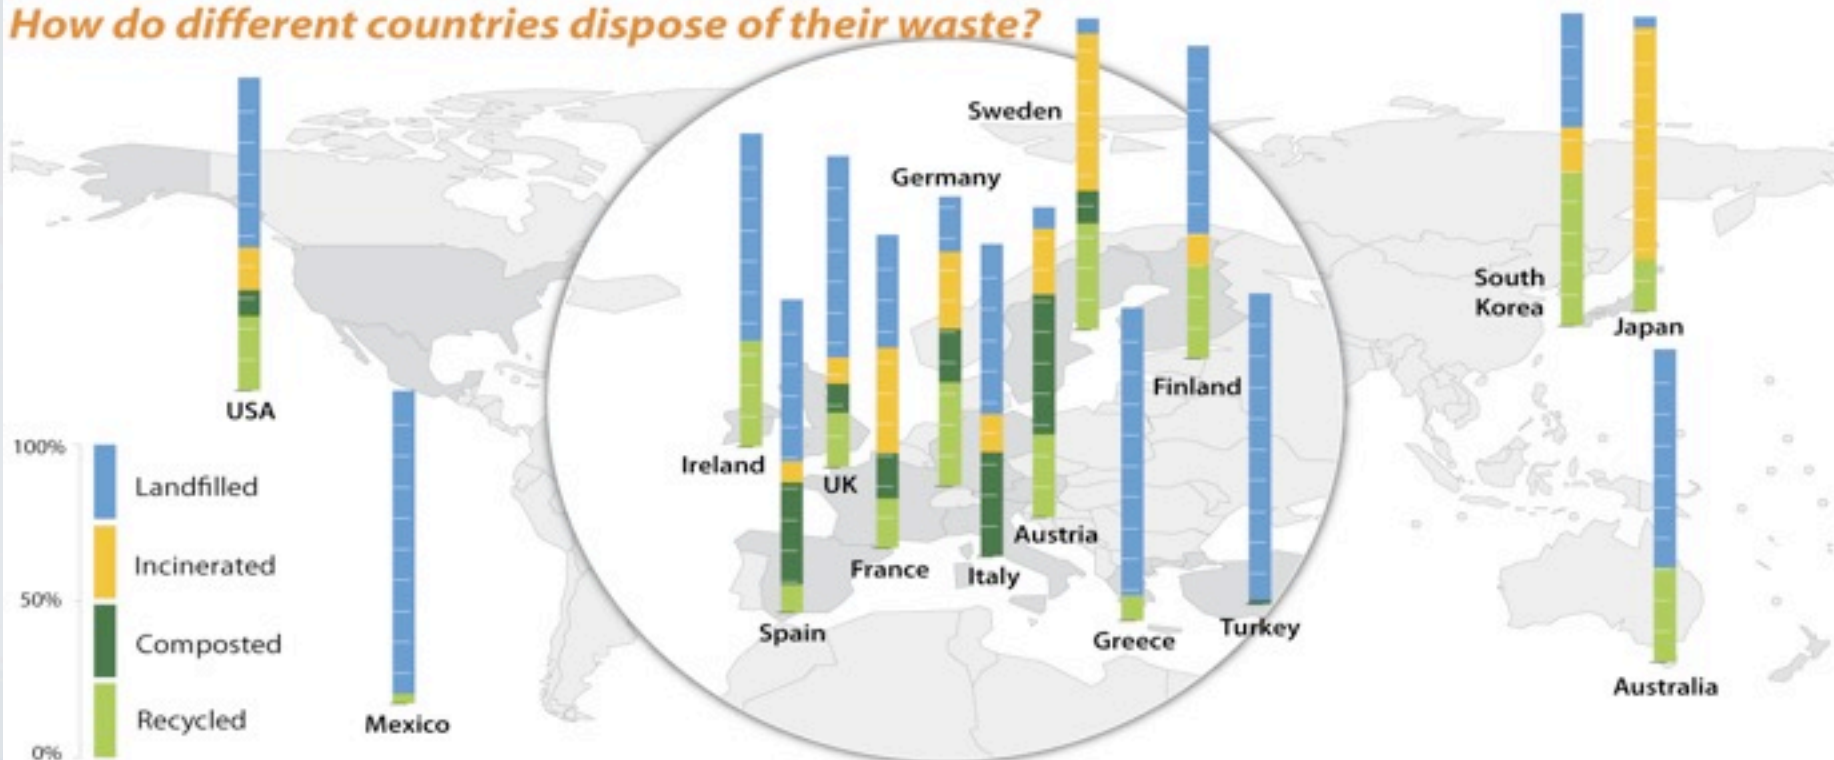 How do different countries dispose of their waste?
Sweden
Germany
South
Korea
Japan
USA
Finland
Ireland
UK
100%
Landfilled
Austria
France
Italy
Incinerated
50%
Spain
Greece
Turkey
Composted
Australia
Recycled
Mexico
0%